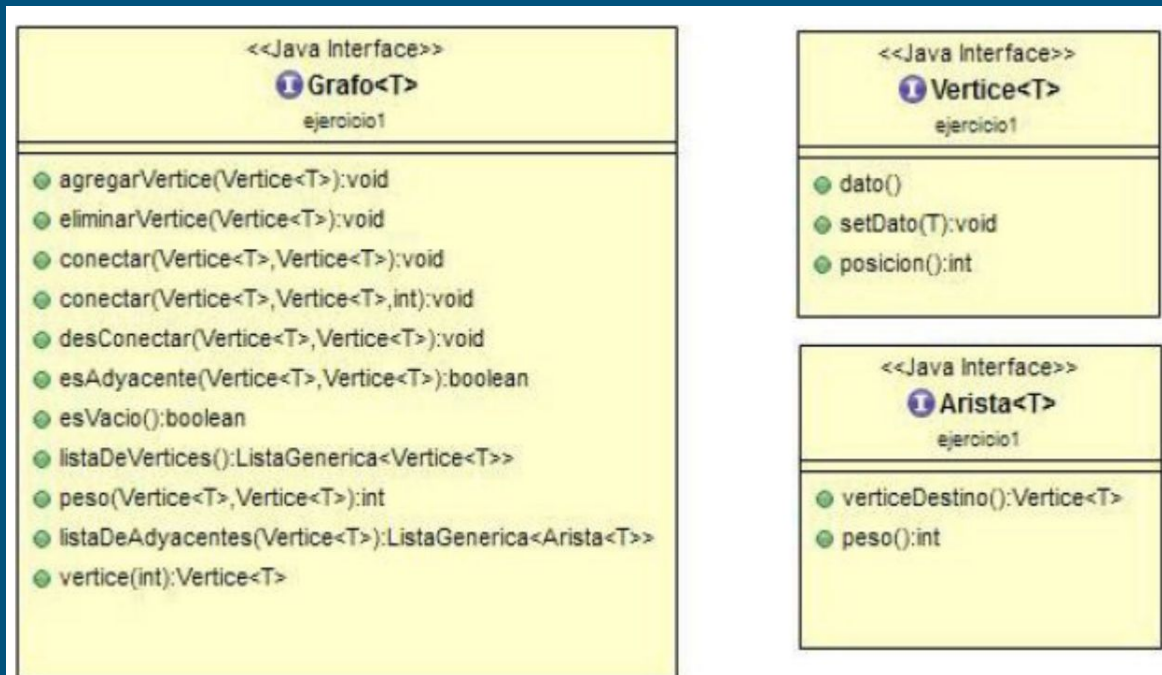 <<Java Interface>>
Grafo<T>
ejercicio1
agregarVertice(Vertice<T>):void
eliminarVertice(Vertice<T>):void
conectar(Vertice<T>,Vertice<T>):void
conectar(Vertice<T>,Vertice<T>,int):void
desConectar(Vertice<T>,Vertice<T>):void
esAdyacente(Vertice<T>,Vertice<T>):boolean
esVacio():boolean
listaDeVertices():ListaGenerica<Vertice<T>>
peso(Vertice<T>,Vertice<T>):int
listaDeAdyacentes(Vertice<T>):ListaGenerica<Arista<T>>
vertice(int):Vertice<T>
<<Java Interface>>
Vertice<T>
ejercicio1
dato()
setDato(T):void
posicion():int
<<Java Interface>>
Arista<T>
ejercicio1
verticeDestino():Vertice<T>
peso():int